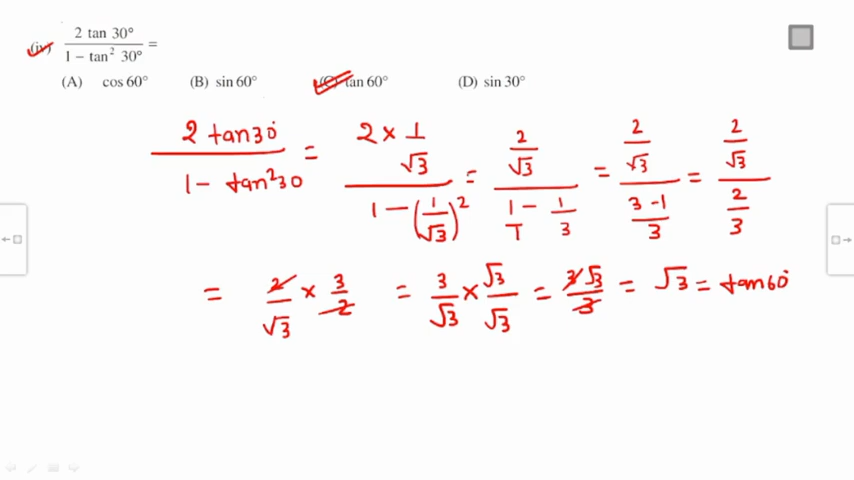 (iv) 2 tan 30° / 1 − tan² 30° =
(A) cos 60° (B) sin 60° (C) tan 60° (D) sin 30°
2 tan30° / 1 − tan²30 = 2 × 1/√3 / 1 − (1/√3)² = 2/√3 / 1/1 − 1/3 = 2/√3 / 3-1/3 = 2/√3 / 2/3
= 2/√3 × 3/2 = 3/√3 × √3/√3 = 3√3/3 = √3 = tan60°